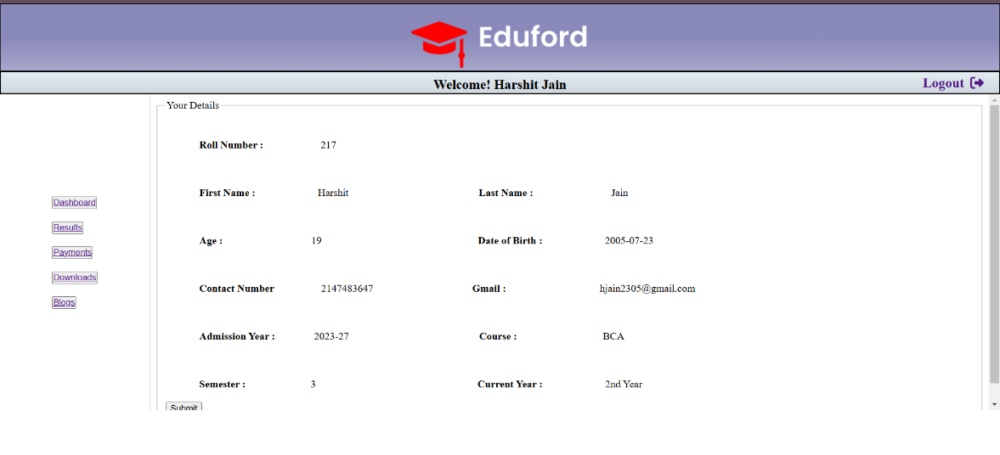 Eduford
Welcome! Harshit Jain
Logout
Your Details
Roll Number : 217
First Name : Harshit Last Name : Jain
Age : 19 Date of Birth : 2005-07-23
Contact Number 2147483647 Gmail : hjain2305@gmail.com
Admission Year : 2023-27 Course : BCA
Semester : 3 Current Year : 2nd Year
Submit
Dashboard
Results
Payments
Downloads
Blogs